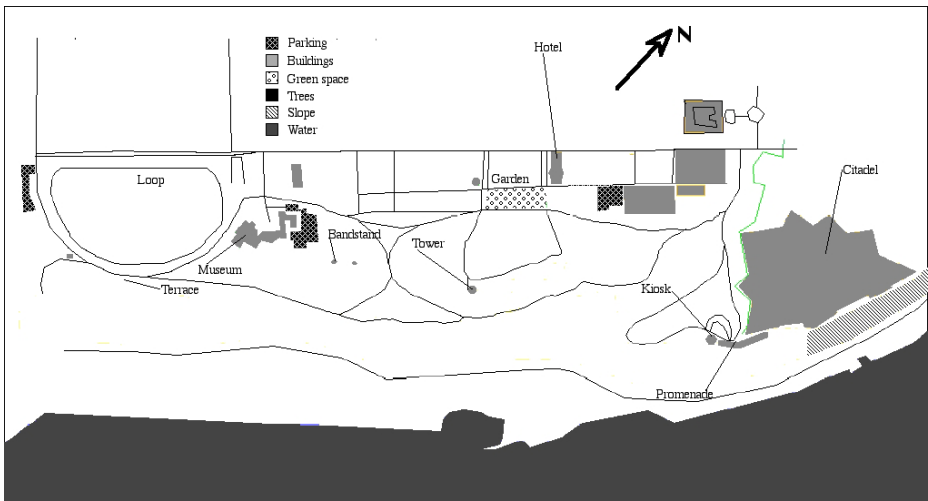 N
Parking
Buildings
Green space
Trees
Slope
Water
Hotel
Loop
Garden
Citadel
Bandstand
Tower
Museum
Terrace
Kiosk
Promenade